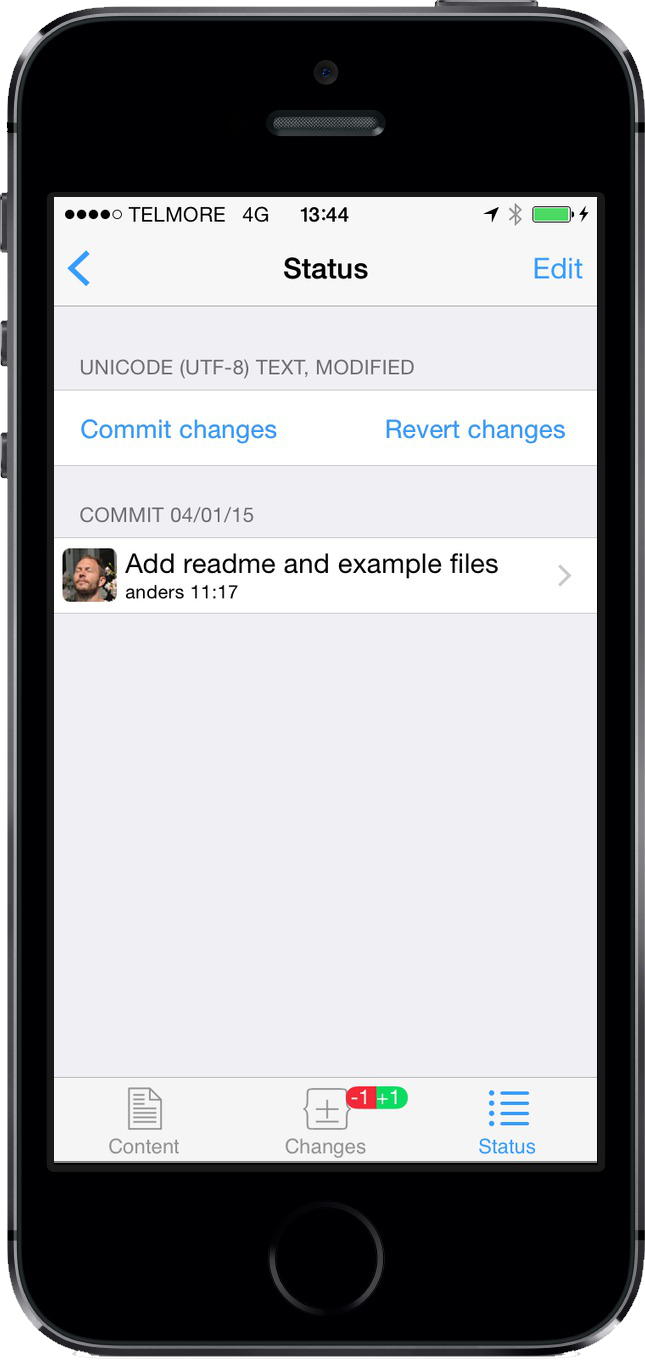 TELMORE 4G 13:44
Status Edit
UNICODE (UTF-8) TEXT, MODIFIED
Commit changes Revert changes
COMMIT 04/01/15
Add readme and example files
anders 11:17
-1 +1
Content Changes Status